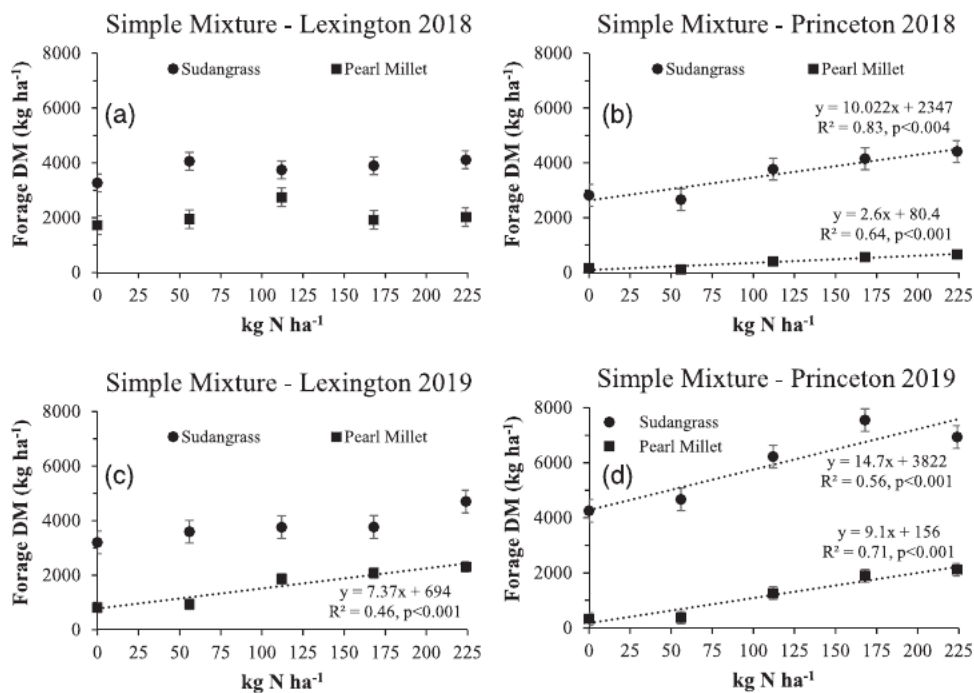 Simple Mixture - Lexington 2018
8000
6000
4000
2000
0
Forage DM (kg ha⁻¹)
Sudangrass Pearl Millet
(a)
0 25 50 75 100 125 150 175 200 225
kg N ha⁻¹
Simple Mixture - Princeton 2018
8000
6000
4000
2000
0
Forage DM (kg ha⁻¹)
Sudangrass Pearl Millet
(b)
y = 10.022x + 2347
R² = 0.83, p<0.004
y = 2.6x + 80.4
R² = 0.64, p<0.001
0 25 50 75 100 125 150 175 200 225
kg N ha⁻¹
Simple Mixture - Lexington 2019
8000
6000
4000
2000
0
Forage DM (kg ha⁻¹)
Sudangrass Pearl Millet
(c)
y = 7.37x + 694
R² = 0.46, p<0.001
0 25 50 75 100 125 150 175 200 225
kg N ha⁻¹
Simple Mixture - Princeton 2019
8000
6000
4000
2000
0
Forage DM (kg ha⁻¹)
Sudangrass
Pearl Millet
(d)
y = 14.7x + 3822
R² = 0.56, p<0.001
y = 9.1x + 156
R² = 0.71, p<0.001
0 25 50 75 100 125 150 175 200 225
kg N ha⁻¹